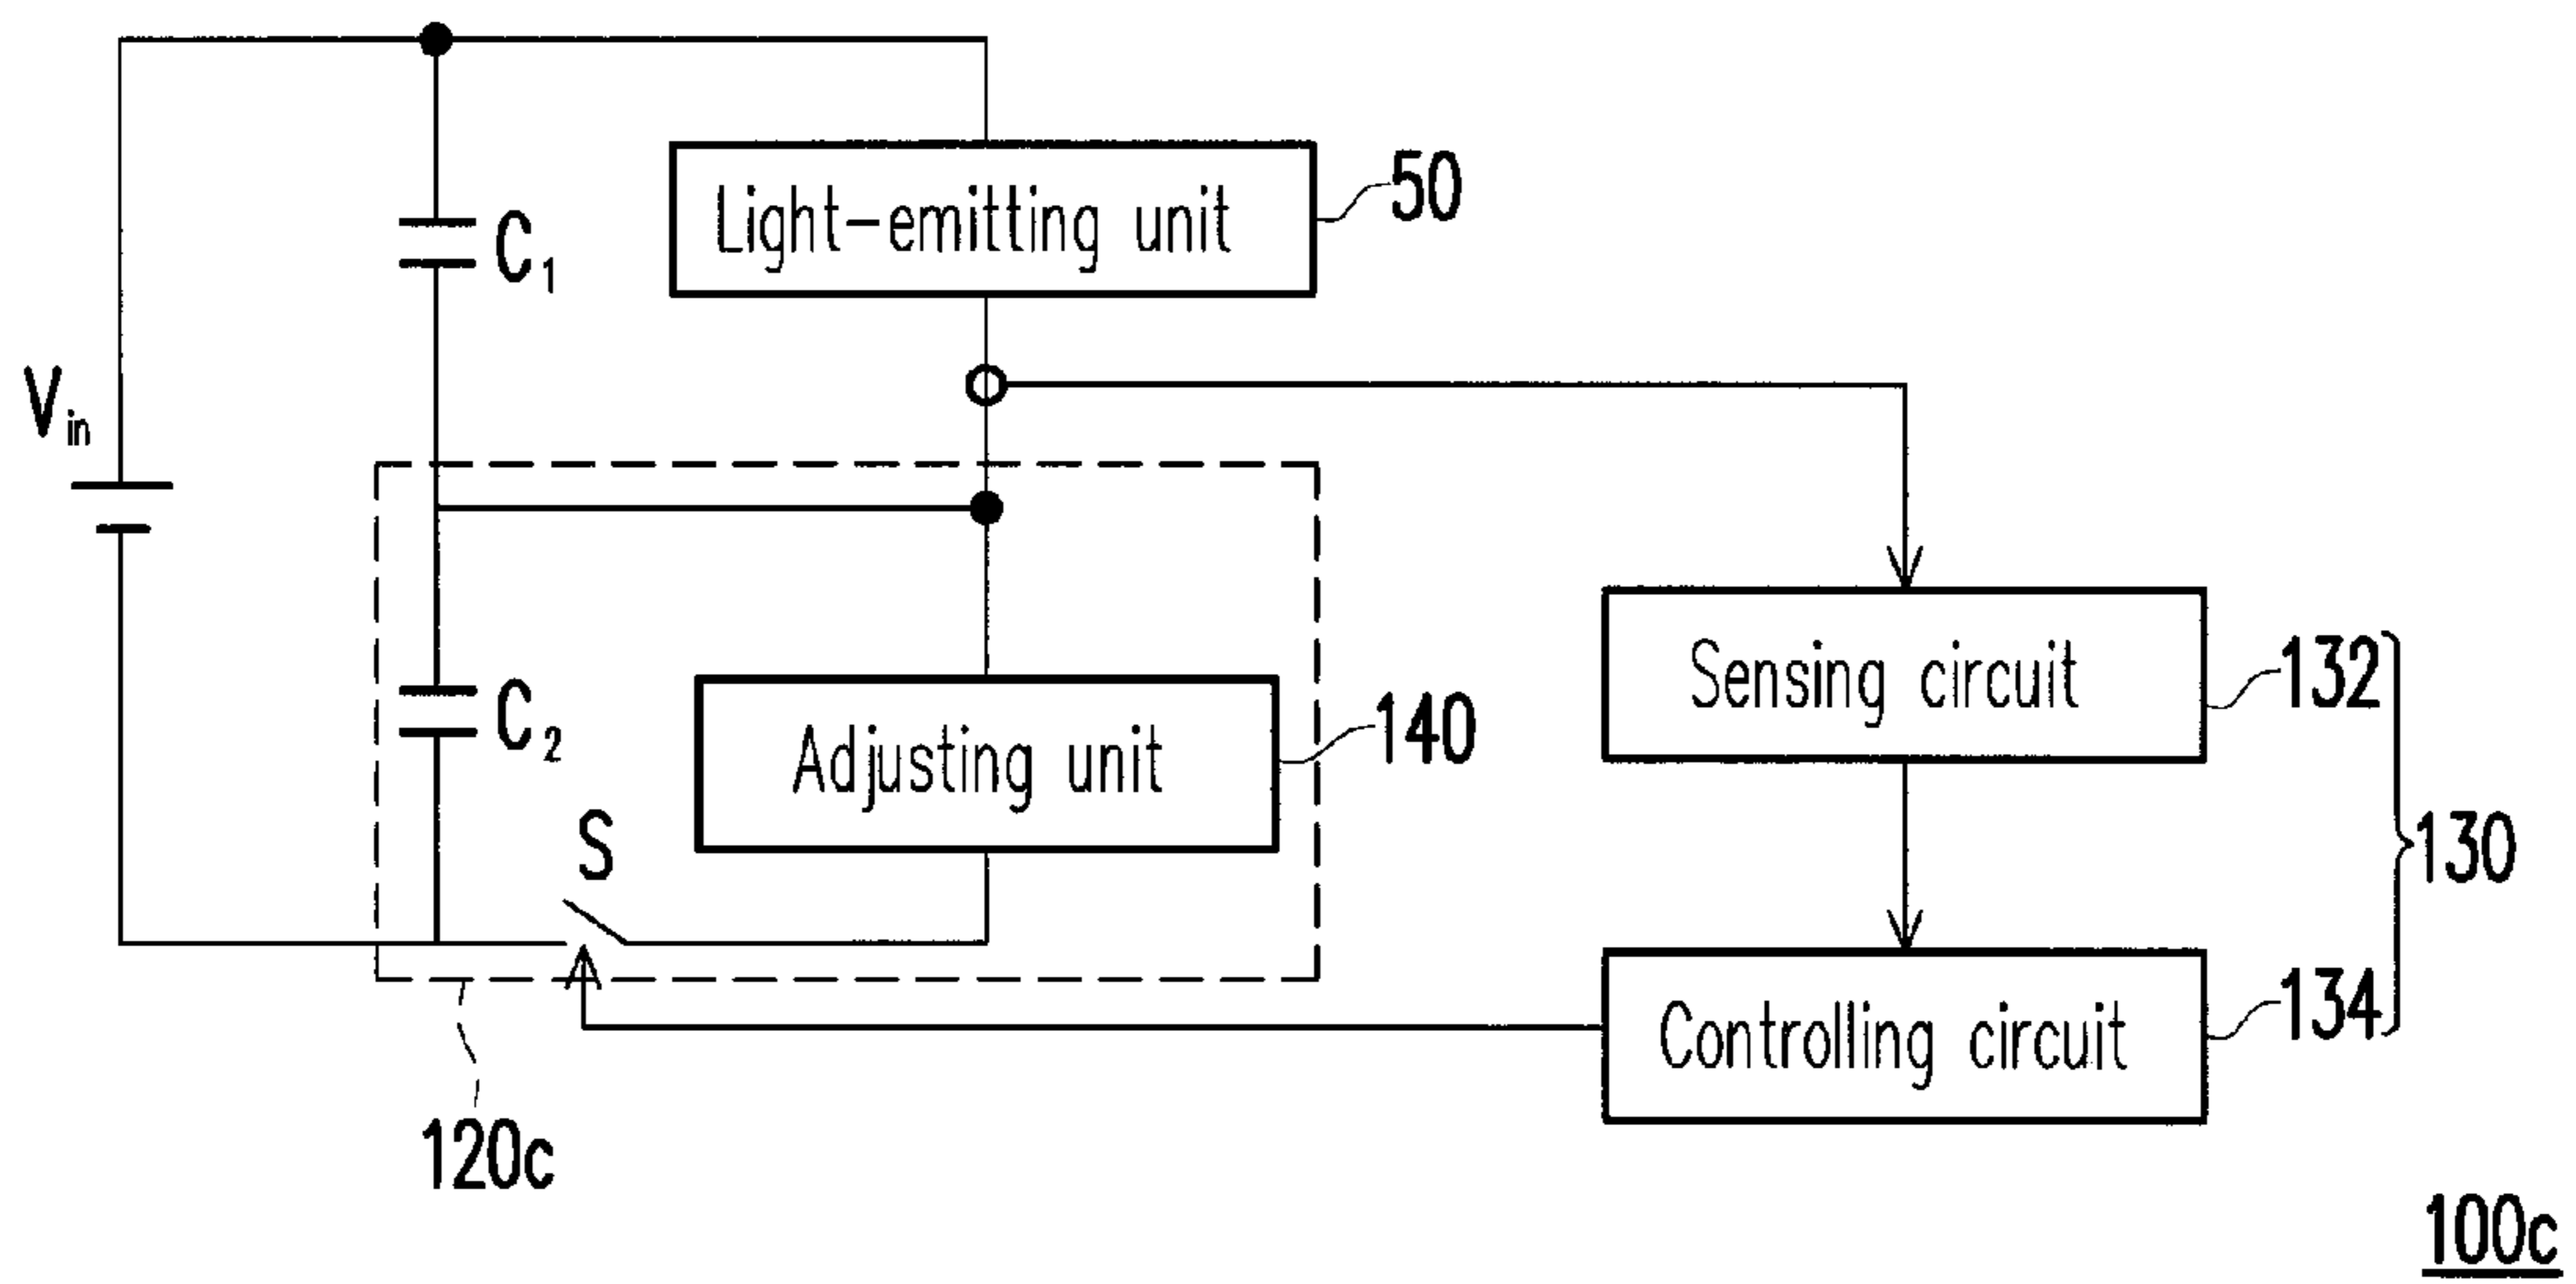 Light-emitting unit
50
C1
Vin
Sensing circuit
132
C2
Adjusting unit
140
130
S
Controlling circuit
134
120c
100c